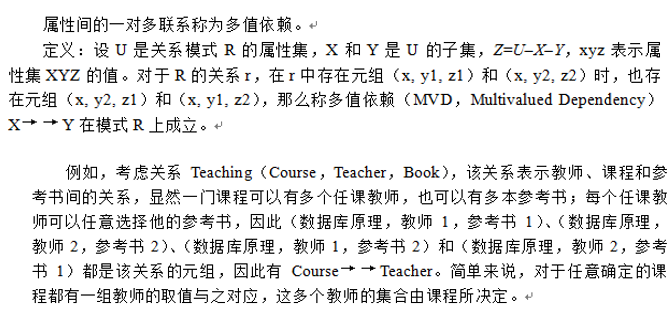 属性间的一对多联系称为多值依赖。
定义：设 U 是关系模式 R 的属性集，X 和 Y 是 U 的子集，Z=U–X–Y，xyz 表示属
性集 XYZ 的值。对于 R 的关系 r，在 r 中存在元组（x, y1, z1）和（x, y2, z2）时，也存
在元组（x, y2, z1）和（x, y1, z2），那么称多值依赖（MVD，Multivalued Dependency）
X→→Y 在模式 R 上成立。
例如，考虑关系 Teaching（Course，Teacher，Book），该关系表示教师、课程和参
考书间的关系，显然一门课程可以有多个任课教师，也可以有多本参考书；每个任课教
师可以任意选择他的参考书，因此（数据库原理，教师 1，参考书 1）、（数据库原理，
教师 2，参考书 2）、（数据库原理，教师 1，参考书 2）和（数据库原理，教师 2，参考
书 1）都是该关系的元组，因此有 Course→→Teacher。简单来说，对于任意确定的课
程都有一组教师的取值与之对应，这多个教师的集合由课程所决定。